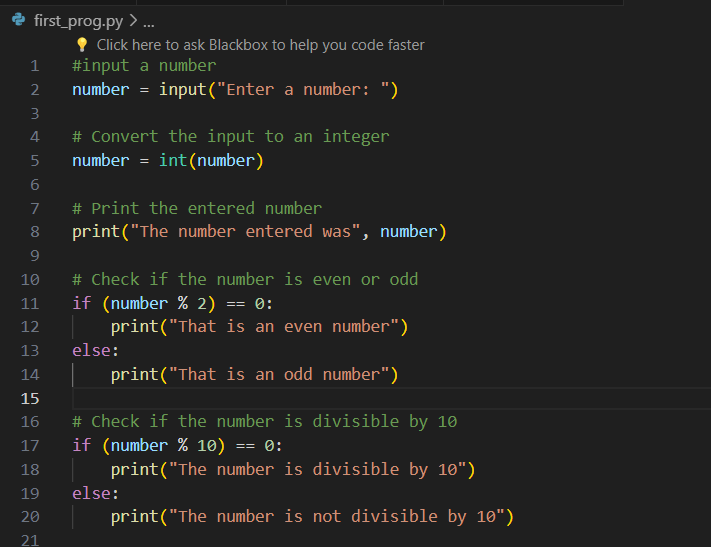 first_prog.py > ...
Click here to ask Blackbox to help you code faster
1 #input a number
2 number = input("Enter a number: ")
3
4 # Convert the input to an integer
5 number = int(number)
6
7 # Print the entered number
8 print("The number entered was", number)
9
10 # Check if the number is even or odd
11 if (number % 2) == 0:
12     print("That is an even number")
13 else:
14     print("That is an odd number")
15
16 # Check if the number is divisible by 10
17 if (number % 10) == 0:
18     print("The number is divisible by 10")
19 else:
20     print("The number is not divisible by 10")
21